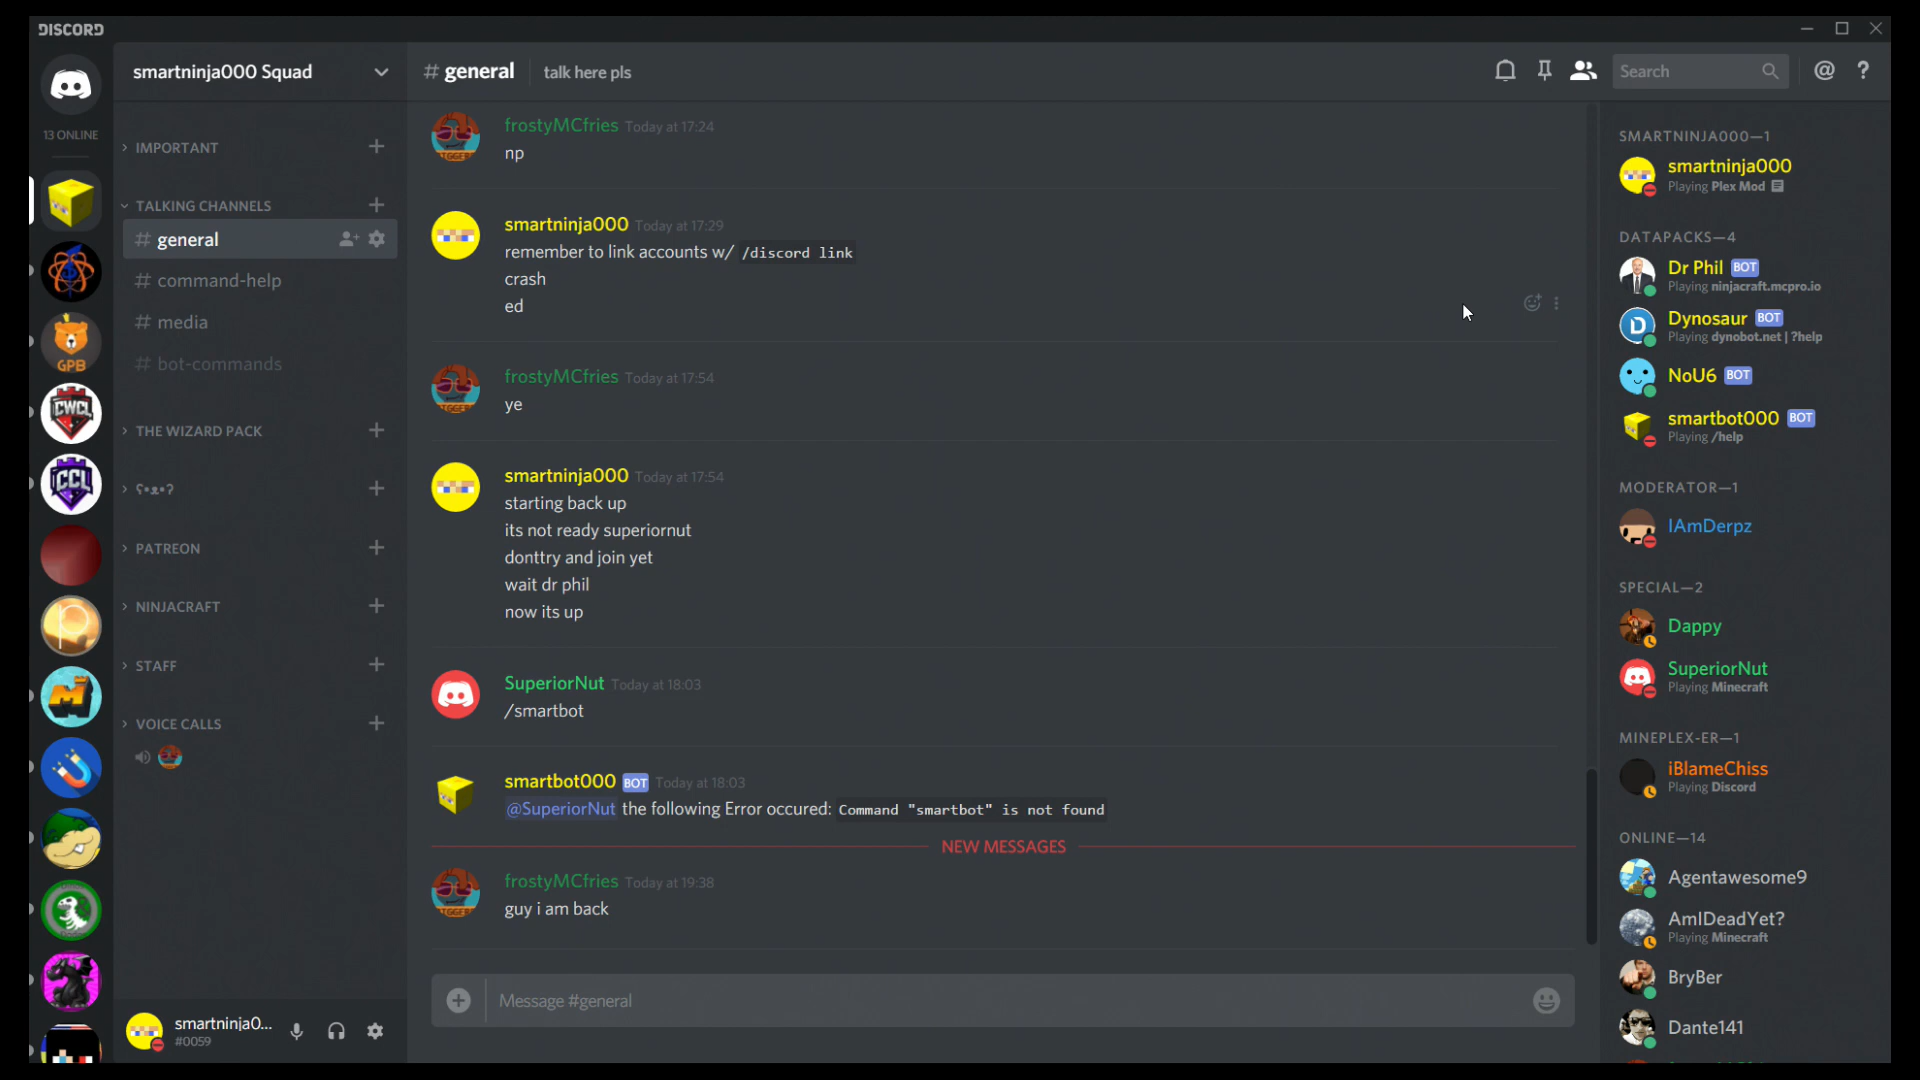 DISCORD
13 ONLINE
GPB
CWCL
CCL
smartninja000 Squad
IMPORTANT
TALKING CHANNELS
# general
# command-help
# media
# bot-commands
THE WIZARD PACK
ʕ•ᴥ•ʔ
PATREON
NINJACRAFT
STAFF
VOICE CALLS
smartninja0...
#0059
# general talk here pls
Search
frostyMCfries Today at 17:24
np
smartninja000 Today at 17:29
remember to link accounts w/ /discord link
crash
ed
frostyMCfries Today at 17:54
ye
smartninja000 Today at 17:54
starting back up
its not ready superiornut
donttry and join yet
wait dr phil
now its up
SuperiorNut Today at 18:03
/smartbot
smartbot000 BOT Today at 18:03
@SuperiorNut the following Error occured: Command "smartbot" is not found
NEW MESSAGES
frostyMCfries Today at 19:38
guy i am back
Message #general
SMARTNINJA000—1
smartninja000
Playing Plex Mod
DATAPACKS—4
Dr Phil BOT
Playing ninjacraft.mcpro.io
Dynosaur BOT
Playing dynobot.net | ?help
NoU6 BOT
smartbot000 BOT
Playing /help
MODERATOR—1
IAmDerpz
SPECIAL—2
Dappy
SuperiorNut
Playing Minecraft
MINEPLEX-ER—1
iBlameChiss
Playing Discord
ONLINE—14
Agentawesome9
AmIDeadYet?
Playing Minecraft
BryBer
Dante141